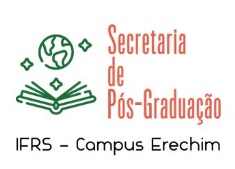 Secretaria
de
Pós-Graduação
IFRS - Campus Erechim